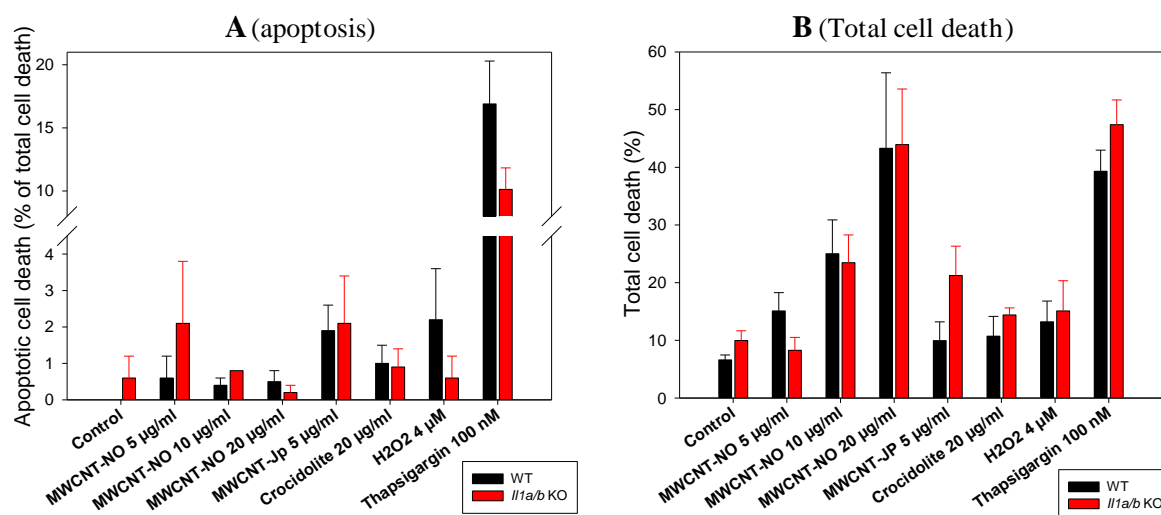 A (apoptosis)
Apoptotic cell death (% of total cell death)
20
15
10
4
3
2
1
0
Control
MWCNT-NO 5 µg/ml
MWCNT-NO 10 µg/ml
MWCNT-NO 20 µg/ml
MWCNT-Jp 5 µg/ml
Crocidolite 20 µg/ml
H2O2 4 µM
Thapsigargin 100 nM
WT
Il1a/b KO
B (Total cell death)
Total cell death (%)
60
50
40
30
20
10
0
Control
MWCNT-NO 5 µg/ml
MWCNT-NO 10 µg/ml
MWCNT-NO 20 µg/ml
MWCNT-JP 5 µg/ml
Crocidolite 20 µg/ml
H2O2 4 µM
Thapsigargin 100 nM
WT
Il1a/b KO